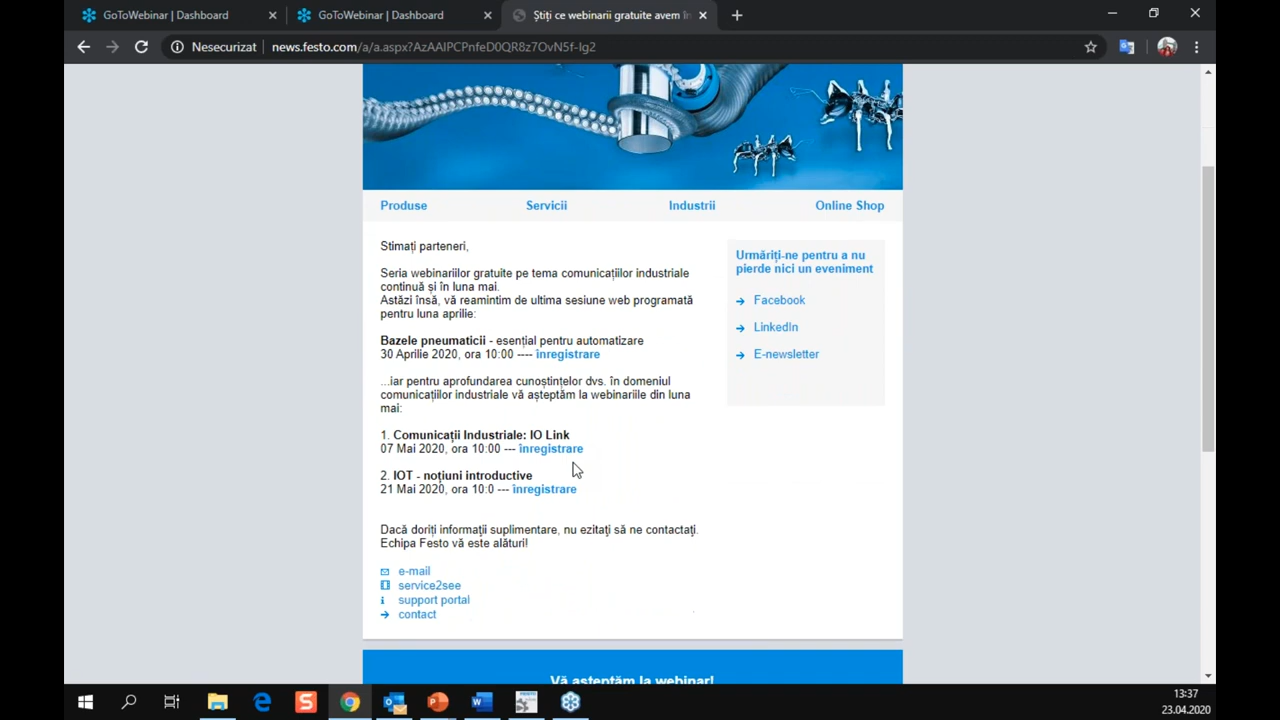 GoToWebinar | Dashboard
GoToWebinar | Dashboard
Știți ce webinarii gratuite avem în
Nesecurizat
news.festo.com/a/a.aspx?AzAAIPCPnfeD0QR8z7OvN5f-Ig2
Produse
Servicii
Industrii
Online Shop
Stimați parteneri,
Seria webinariilor gratuite pe tema comunicațiilor industriale
continuă și în luna mai.
Astăzi însă, vă reamintim de ultima sesiune web programată
pentru luna aprilie:
Bazele pneumaticii - esențial pentru automatizare
30 Aprilie 2020, ora 10:00 ---- înregistrare
...iar pentru aprofundarea cunoștințelor dvs. în domeniul
comunicațiilor industriale vă așteptăm la webinariile din luna
mai:
1. Comunicații Industriale: IO Link
07 Mai 2020, ora 10:00 --- înregistrare
2. IOT - noțiuni introductive
21 Mai 2020, ora 10:0 --- înregistrare
Dacă doriți informații suplimentare, nu ezitați să ne contactați.
Echipa Festo vă este alături!
e-mail
service2see
support portal
contact
Urmăriți-ne pentru a nu
pierde nici un eveniment
Facebook
LinkedIn
E-newsletter
Vă așteptăm la webinar!
13:37
23.04.2020